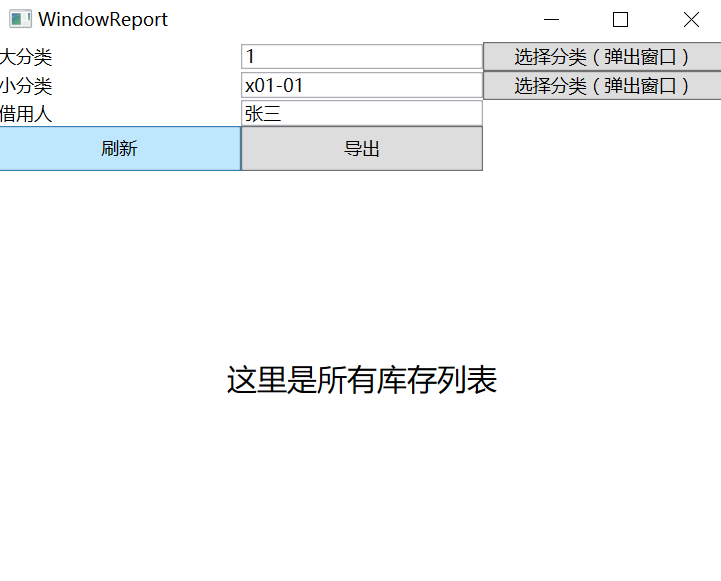 WindowReport
大分类 1 选择分类（弹出窗口）
小分类 x01-01 选择分类（弹出窗口）
借用人 张三
刷新 导出
这里是所有库存列表